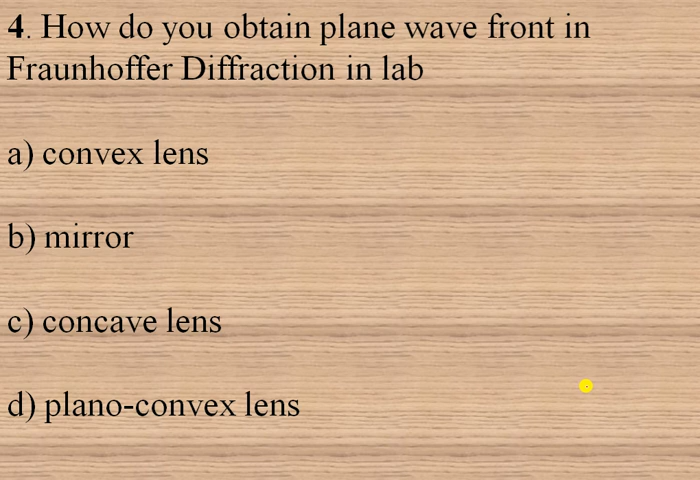 4. How do you obtain plane wave front in
Fraunhoffer Diffraction in lab
a) convex lens
b) mirror
c) concave lens
d) plano-convex lens